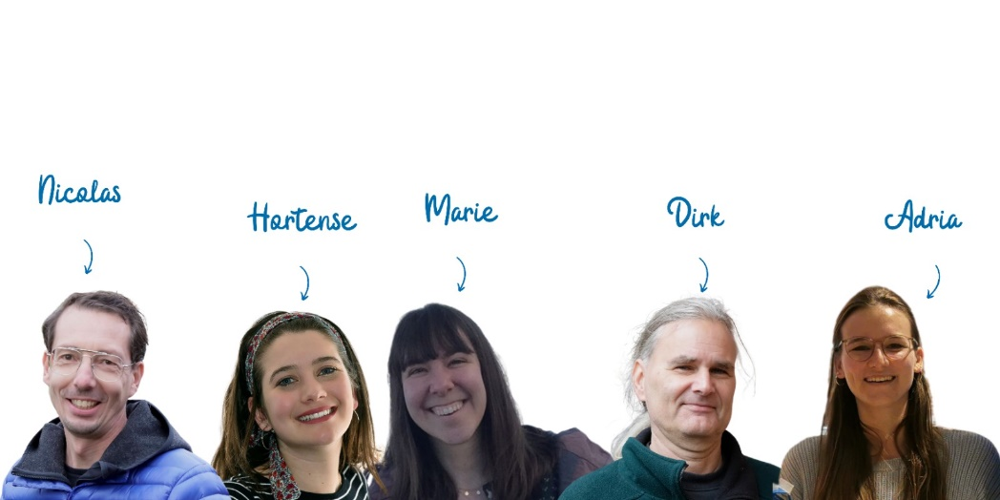 Nicolas
Hortense
Marie
Dirk
Adria